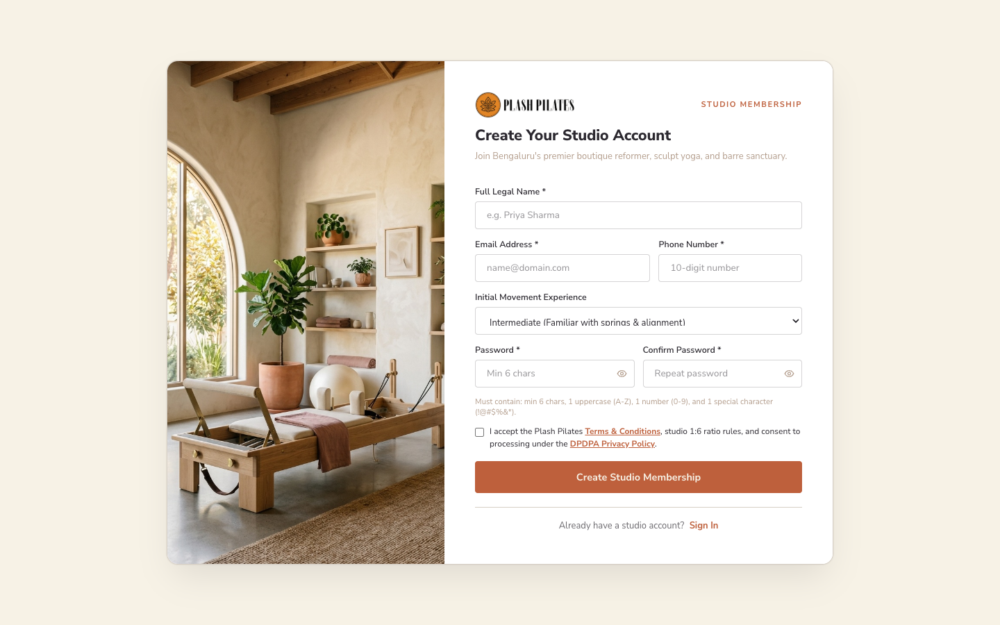 PLASH PILATES
STUDIO MEMBERSHIP
Create Your Studio Account
Join Bengaluru's premier boutique reformer, sculpt yoga, and barre sanctuary.
Full Legal Name *
e.g. Priya Sharma
Email Address *
Phone Number *
name@domain.com
10-digit number
Initial Movement Experience
Intermediate (Familiar with springs & alignment)
Password *
Confirm Password *
Min 6 chars
Repeat password
Must contain: min 6 chars, 1 uppercase (A-Z), 1 number (0-9), and 1 special character
(!@#$%&*).
I accept the Plash Pilates Terms & Conditions, studio 1:6 ratio rules, and consent to
processing under the DPDPA Privacy Policy.
Create Studio Membership
Already have a studio account? Sign In